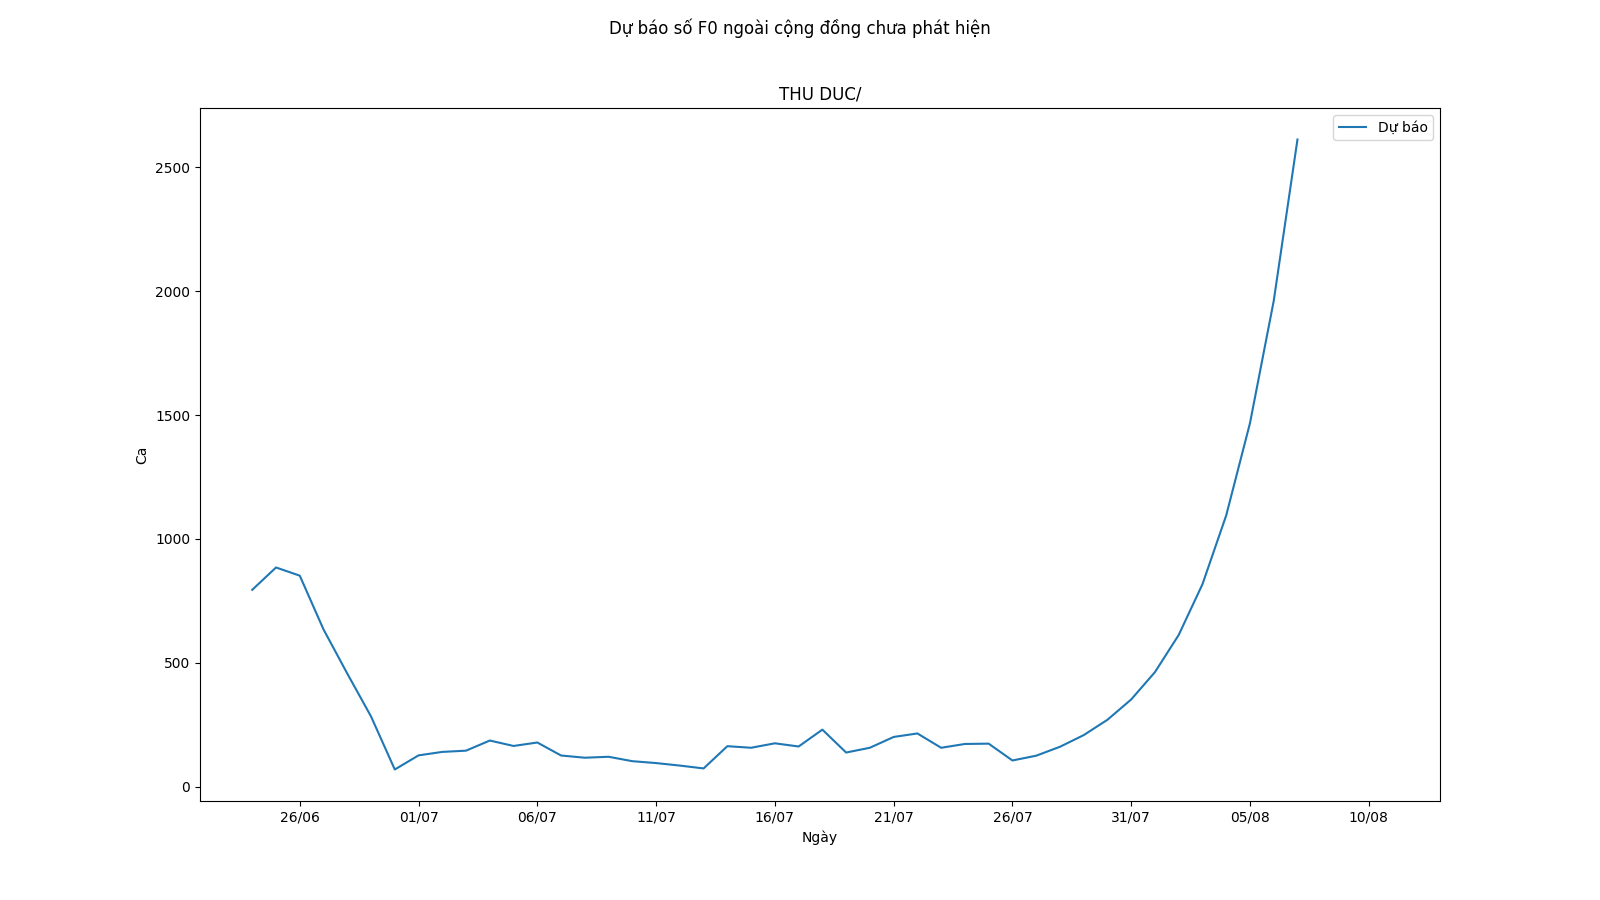 Dự báo số F0 ngoài cộng đồng chưa phát hiện
THU DUC/
Dự báo
2500
2000
1500
1000
500
0
Ca
26/06 01/07 06/07 11/07 16/07 21/07 26/07 31/07 05/08 10/08
Ngày